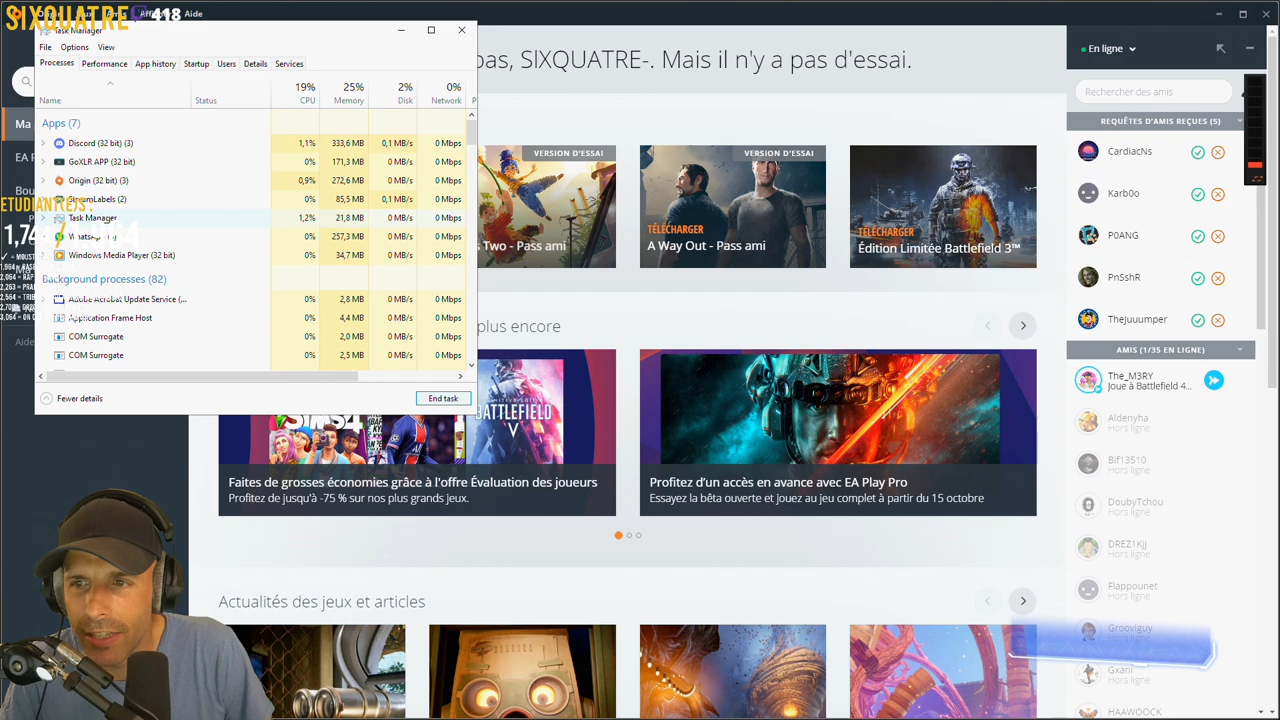 SIXQUATRE
418
Aide
Task Manager
File Options View
Processes Performance App history Startup Users Details Services
19% 25% 2% 0%
Name Status CPU Memory Disk Network P
Apps (7)
Discord (32 bit) (3) 1,1% 333,6 MB 0,1 MB/s 0 Mbps
GoXLR APP (32 bit) 0% 171,3 MB 0 MB/s 0 Mbps
Origin (32 bit) (3) 0,9% 272,6 MB 0 MB/s 0 Mbps
StreamLabels (2) 0% 85,5 MB 0,1 MB/s 0 Mbps
Task Manager 1,2% 21,8 MB 0 MB/s 0 Mbps
0% 257,3 MB 0 MB/s 0 Mbps
Windows Media Player (32 bit) 0% 34,7 MB 0 MB/s 0 Mbps
Background processes (82)
Adobe Acrobat Update Service (... 0% 2,8 MB 0 MB/s 0 Mbps
Application Frame Host 0% 4,4 MB 0 MB/s 0 Mbps
COM Surrogate 0% 2,0 MB 0 MB/s 0 Mbps
COM Surrogate 0% 2,5 MB 0 MB/s 0 Mbps
Fewer details
End task
Ma
EA
Bou
Aide
pas, SIXQUATRE-. Mais il n'y a pas d'essai.
VERSION D'ESSAI
s Two - Pass ami
VERSION D'ESSAI
TÉLÉCHARGER
A Way Out - Pass ami
TÉLÉCHARGER
Édition Limitée Battlefield 3™
plus encore
SIMS4
BATTLEFIELD
V
Faites de grosses économies grâce à l'offre Évaluation des joueurs
Profitez de jusqu'à -75 % sur nos plus grands jeux.
Profitez d'un accès en avance avec EA Play Pro
Essayez la bêta ouverte et jouez au jeu complet à partir du 15 octobre
Actualités des jeux et articles
En ligne
Rechercher des amis
REQUÊTES D'AMIS REÇUES (5)
CardiacNs
Karb0o
P0ANG
PnSshR
TheJuuumper
AMIS (1/35 EN LIGNE)
The_M3RY
Joue à Battlefield 4...
Aldenyha
Hors ligne
Bif13510
Hors ligne
DoubyTchou
Hors ligne
DREZ1Kjj
Hors ligne
Flappounet
Hors ligne
Grooviguy
Gxani
Hors ligne
HAAWOOCK